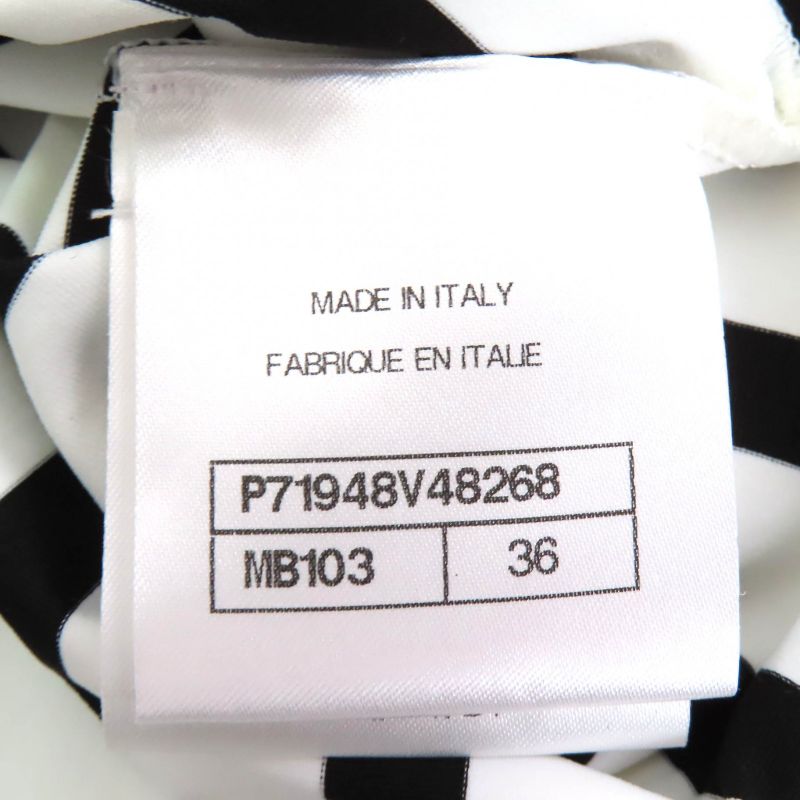 MADE IN ITALY
FABRIQUE EN ITALIE
P71948V48268
MB103 36